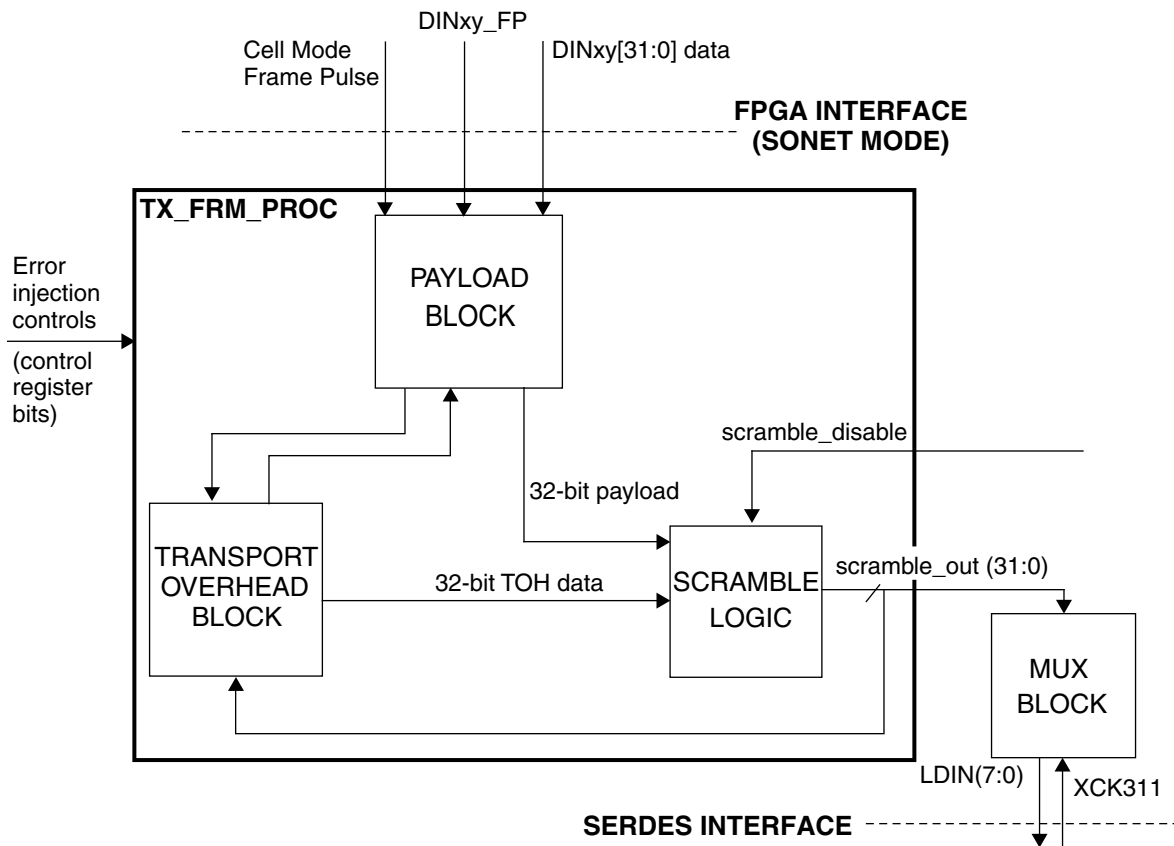 DINxy_FP
Cell Mode
Frame Pulse
DINxy[31:0] data
FPGA INTERFACE
(SONET MODE)
TX_FRM_PROC
PAYLOAD
BLOCK
Error
injection
controls
(control
register
bits)
scramble_disable
32-bit payload
TRANSPORT
OVERHEAD
BLOCK
32-bit TOH data
SCRAMBLE
LOGIC
scramble_out (31:0)
MUX
BLOCK
LDIN(7:0)
XCK311
SERDES INTERFACE